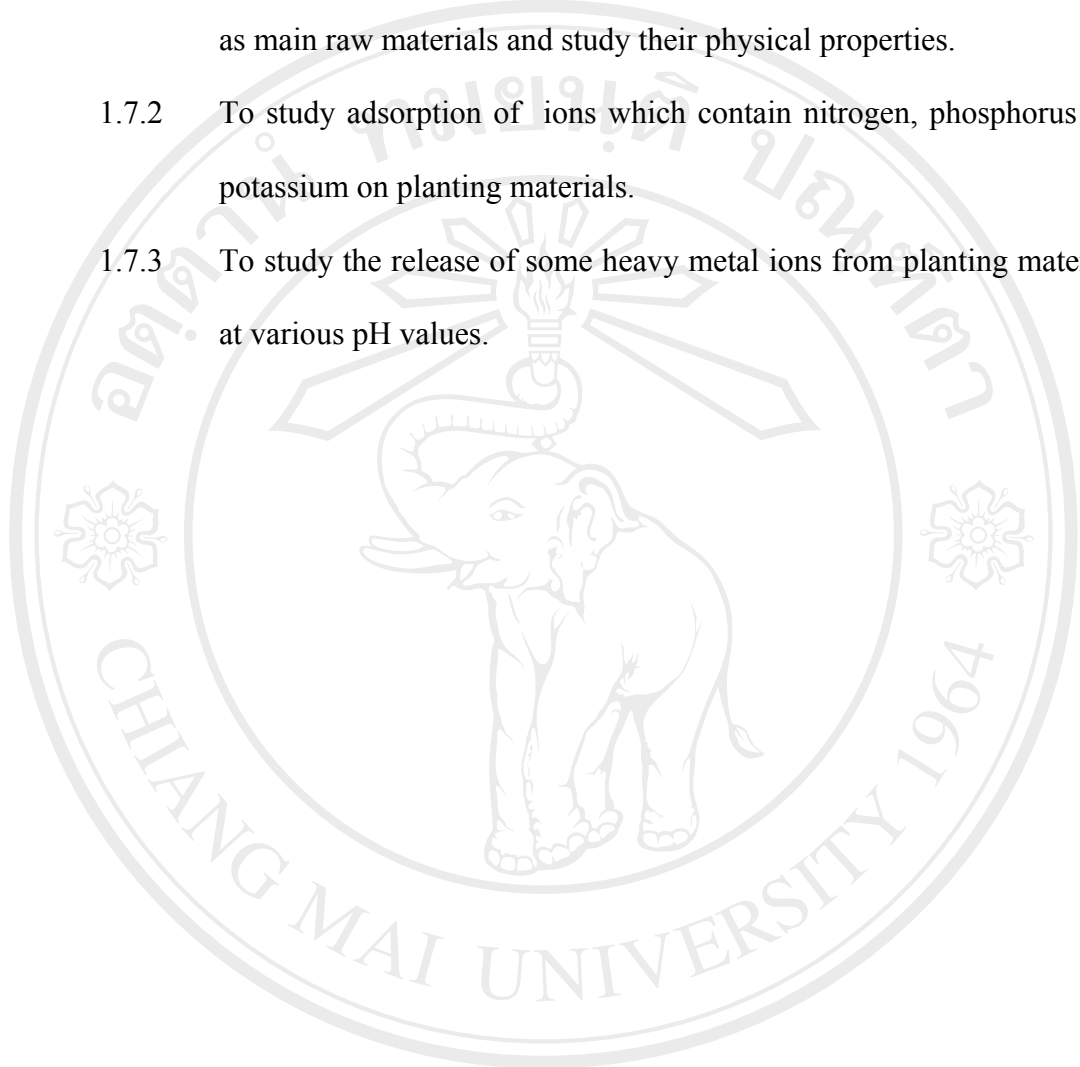 as main raw materials and study their physical properties.
1.7.2 To study adsorption of ions which contain nitrogen, phosphorus
potassium on planting materials.
1.7.3 To study the release of some heavy metal ions from planting mate
at various pH values.
CHIANG MAI UNIVERSITY 1964